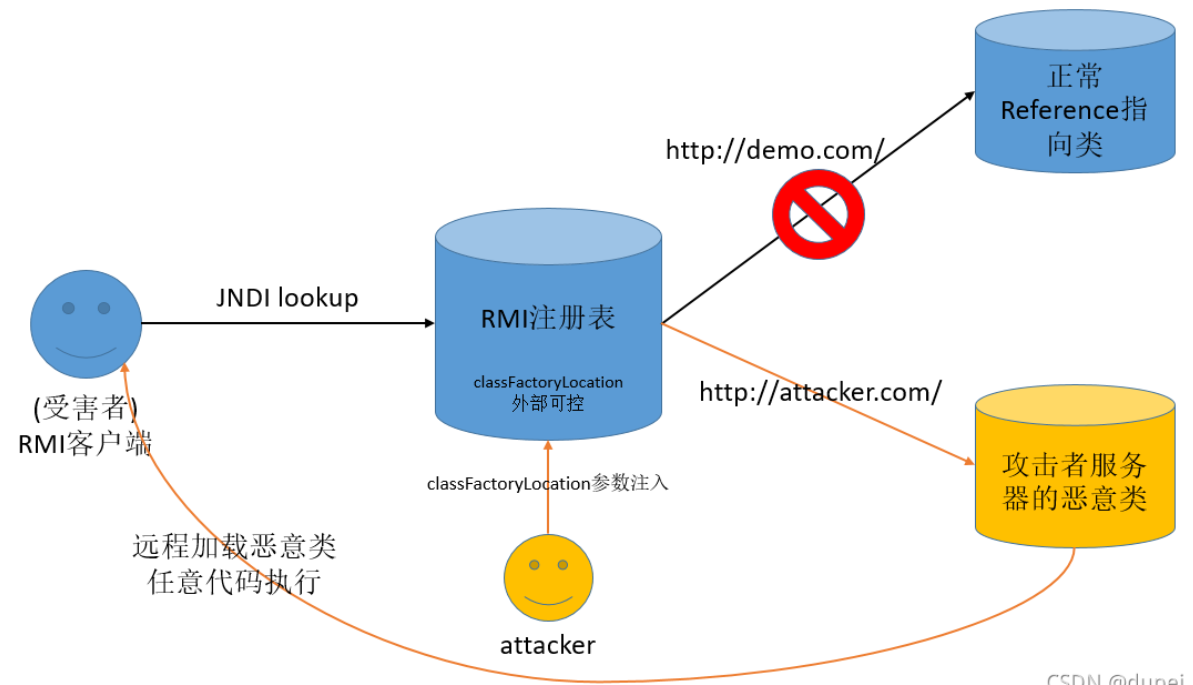 正常
Reference指
向类
http://demo.com/
JNDI lookup
RMI注册表
classFactoryLocation
外部可控
http://attacker.com/
(受害者)
RMI客户端
classFactoryLocation参数注入
攻击者服务
器的恶意类
远程加载恶意类
任意代码执行
attacker
CSDN @dupei